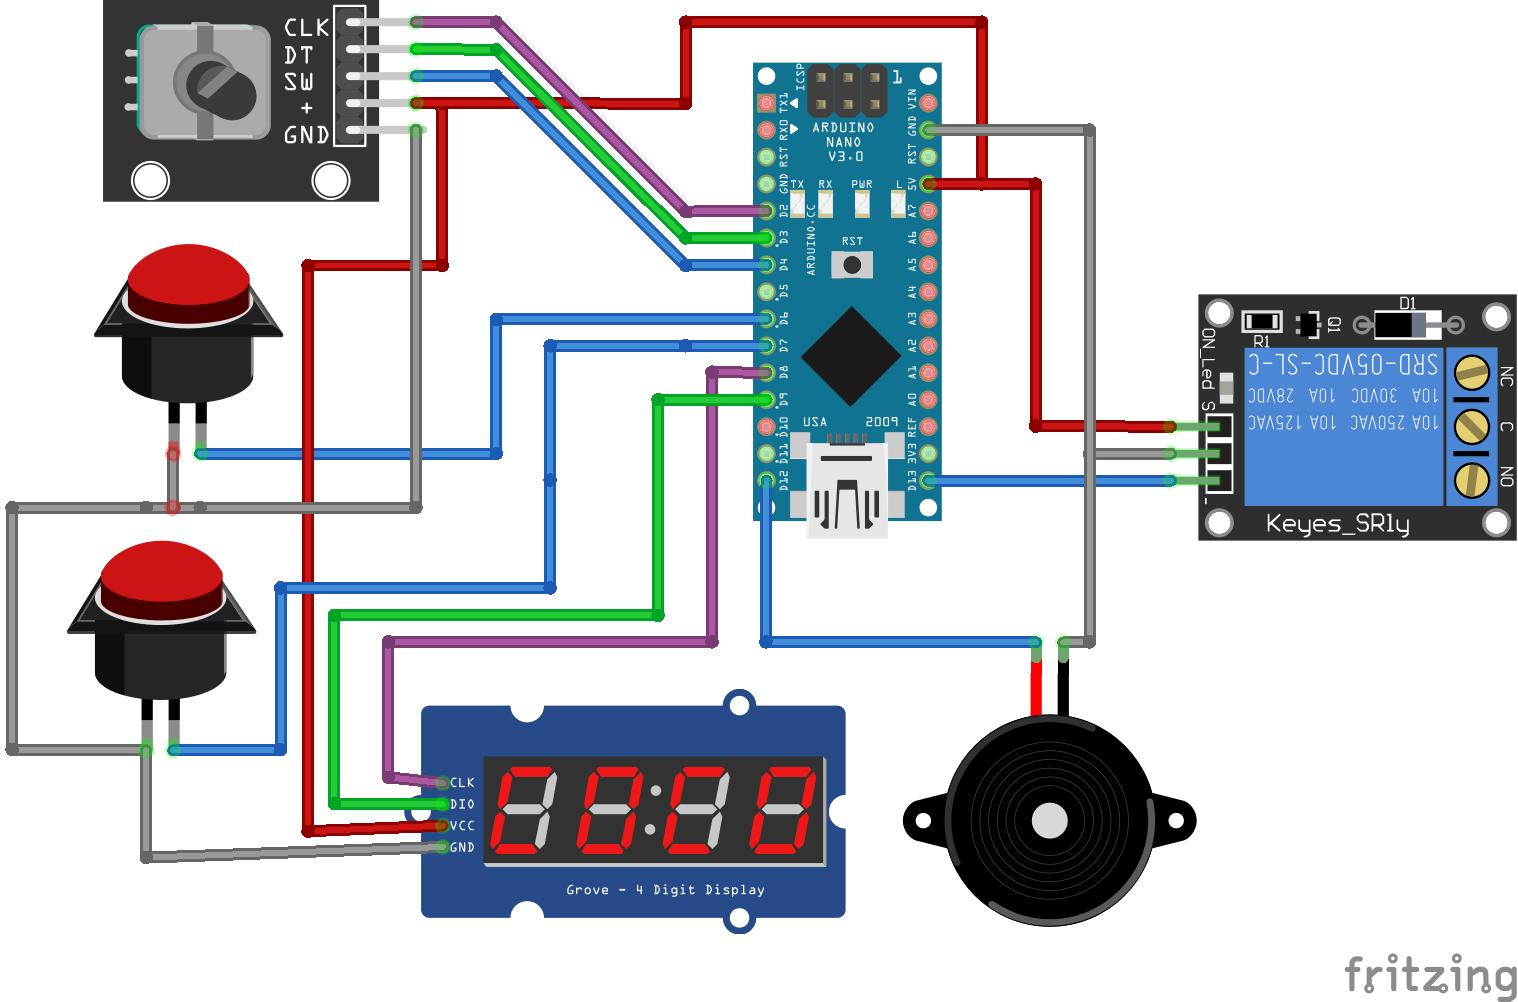 CLK
DT
SW
+
GND
ICSP
1
TX1
RX0
RST
GND
D2
D3
D4
D5
D6
D7
D8
D9
D10
D11
D12
ARDUINO
NANO
V3.0
TX
RX
PWR
L
ARDUINO.CC
RST
USA
2009
VIN
GND
RST
5V
A7
A6
A5
A4
A3
A2
A1
A0
REF
3V3
D13
D1
Q1
R1
ON_Led
S
-
SRD-05VDC-SL-C
10A 30VDC 10A 28VDC
10A 250VAC 10A 125VAC
NC
C
NO
Keyes_SRly
CLK
DIO
VCC
GND
Grove - 4 Digit Display
fritzing